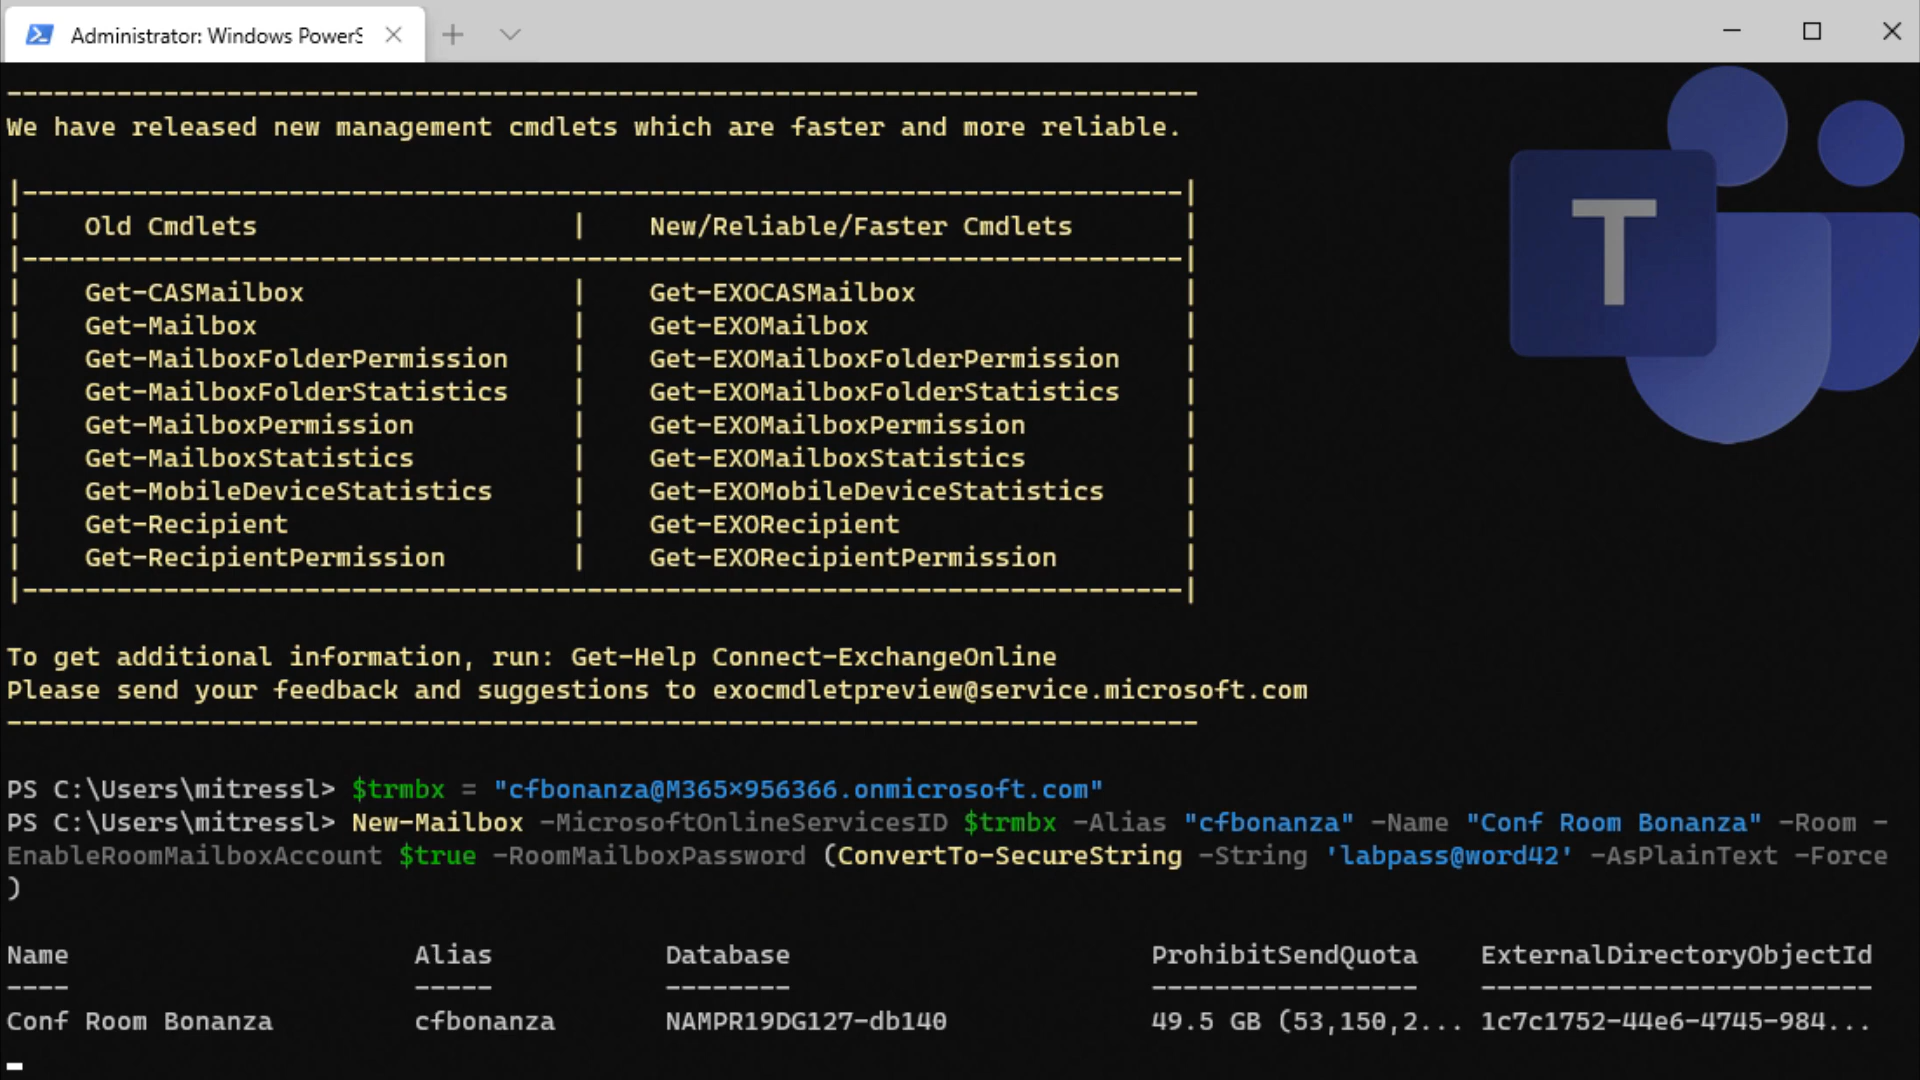 Administrator: Windows PowerS
We have released new management cmdlets which are faster and more reliable.
Old Cmdlets | New/Reliable/Faster Cmdlets
Get-CASMailbox | Get-EXOCASMailbox
Get-Mailbox | Get-EXOMailbox
Get-MailboxFolderPermission | Get-EXOMailboxFolderPermission
Get-MailboxFolderStatistics | Get-EXOMailboxFolderStatistics
Get-MailboxPermission | Get-EXOMailboxPermission
Get-MailboxStatistics | Get-EXOMailboxStatistics
Get-MobileDeviceStatistics | Get-EXOMobileDeviceStatistics
Get-Recipient | Get-EXORecipient
Get-RecipientPermission | Get-EXORecipientPermission
To get additional information, run: Get-Help Connect-ExchangeOnline
Please send your feedback and suggestions to exocmdletpreview@service.microsoft.com
T
PS C:\Users\mitressl> $trmbx = "cfbonanza@M365×956366.onmicrosoft.com"
PS C:\Users\mitressl> New-Mailbox -MicrosoftOnlineServicesID $trmbx -Alias "cfbonanza" -Name "Conf Room Bonanza" -Room -
EnableRoomMailboxAccount $true -RoomMailboxPassword (ConvertTo-SecureString -String 'labpass@word42' -AsPlainText -Force
)
Name Alias Database ProhibitSendQuota ExternalDirectoryObjectId
---- ----- -------- ----------------- -------------------------
Conf Room Bonanza cfbonanza NAMPR19DG127-db140 49.5 GB (53,150,2... 1c7c1752-44e6-4745-984...